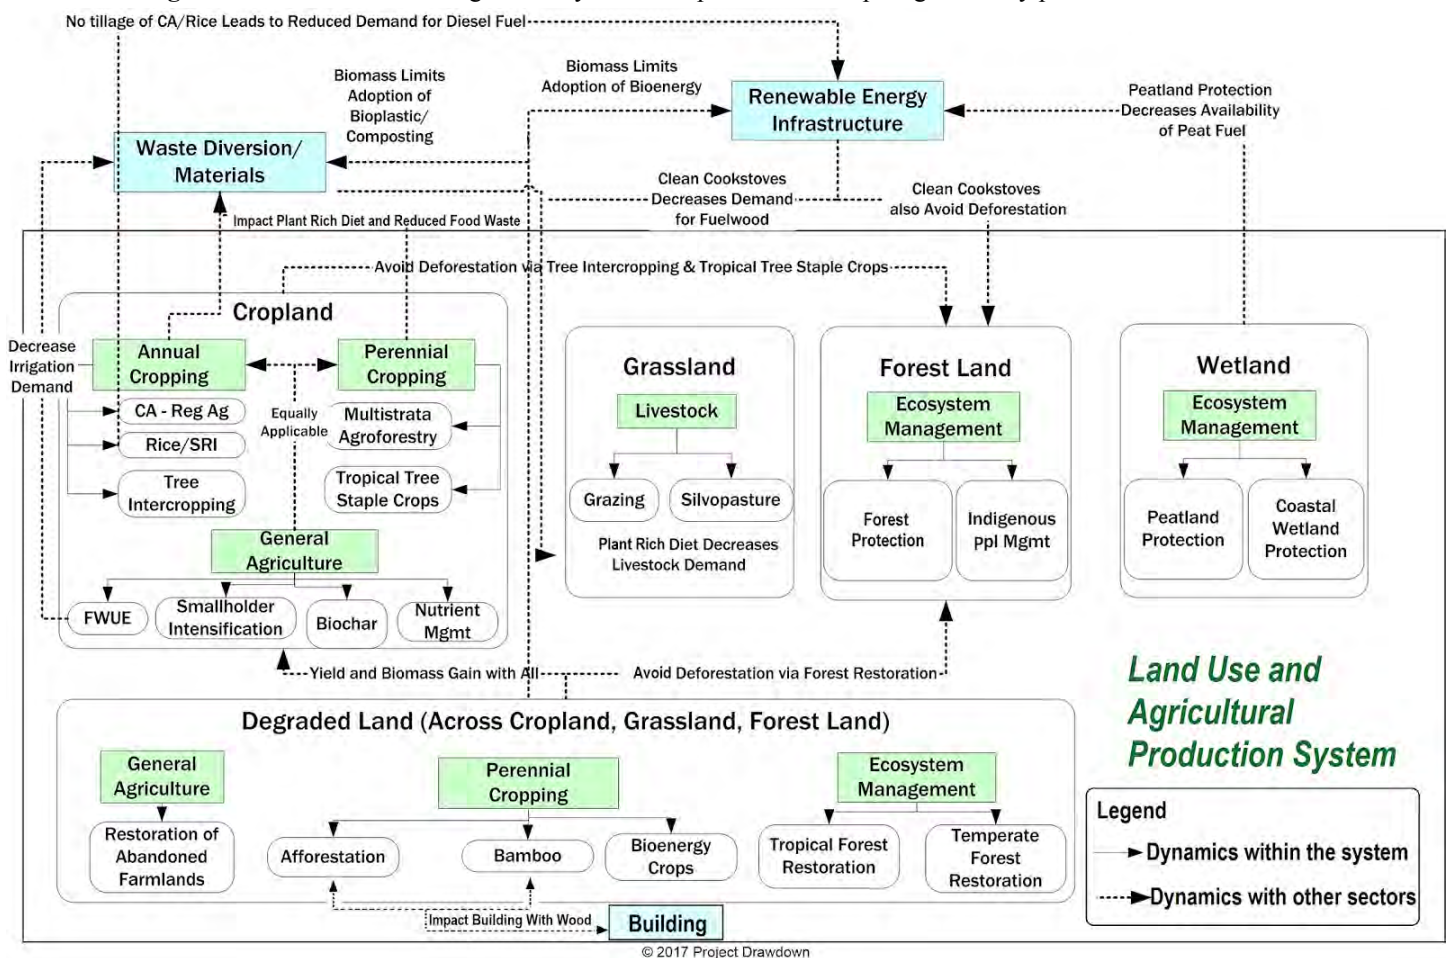 No tillage of CA/Rice Leads to Reduced Demand for Diesel Fuel
Biomass Limits
Adoption of
Bioplastic/
Composting
Biomass Limits
Adoption of Bioenergy
Renewable Energy
Infrastructure
Peatland Protection
Decreases Availability
of Peat Fuel
Waste Diversion/
Materials
Clean Cookstoves
Decreases Demand
for Fuelwood
Clean Cookstoves
also Avoid Deforestation
Impact Plant Rich Diet and Reduced Food Waste
Avoid Deforestation via Tree Intercropping & Tropical Tree Staple Crops
Cropland
Decrease
Irrigation
Demand
Annual
Cropping
Perennial
Cropping
CA - Reg Ag
Rice/SRI
Tree
Intercropping
Equally
Applicable
Multistrata
Agroforestry
Tropical Tree
Staple Crops
General
Agriculture
FWUE
Smallholder
Intensification
Biochar
Nutrient
Mgmt
Grassland
Livestock
Grazing
Silvopasture
Plant Rich Diet Decreases
Livestock Demand
Forest Land
Ecosystem
Management
Forest
Protection
Indigenous
ppl Mgmt
Wetland
Ecosystem
Management
Peatland
Protection
Coastal
Wetland
Protection
Yield and Biomass Gain with All
Avoid Deforestation via Forest Restoration
Land Use and
Agricultural
Production System
Degraded Land (Across Cropland, Grassland, Forest Land)
General
Agriculture
Restoration of
Abandoned
Farmlands
Perennial
Cropping
Afforestation
Bamboo
Bioenergy
Crops
Ecosystem
Management
Tropical Forest
Restoration
Temperate
Forest
Restoration
Impact Building With Wood
Building
Legend
Dynamics within the system
Dynamics with other sectors
© 2017 Project Drawdown